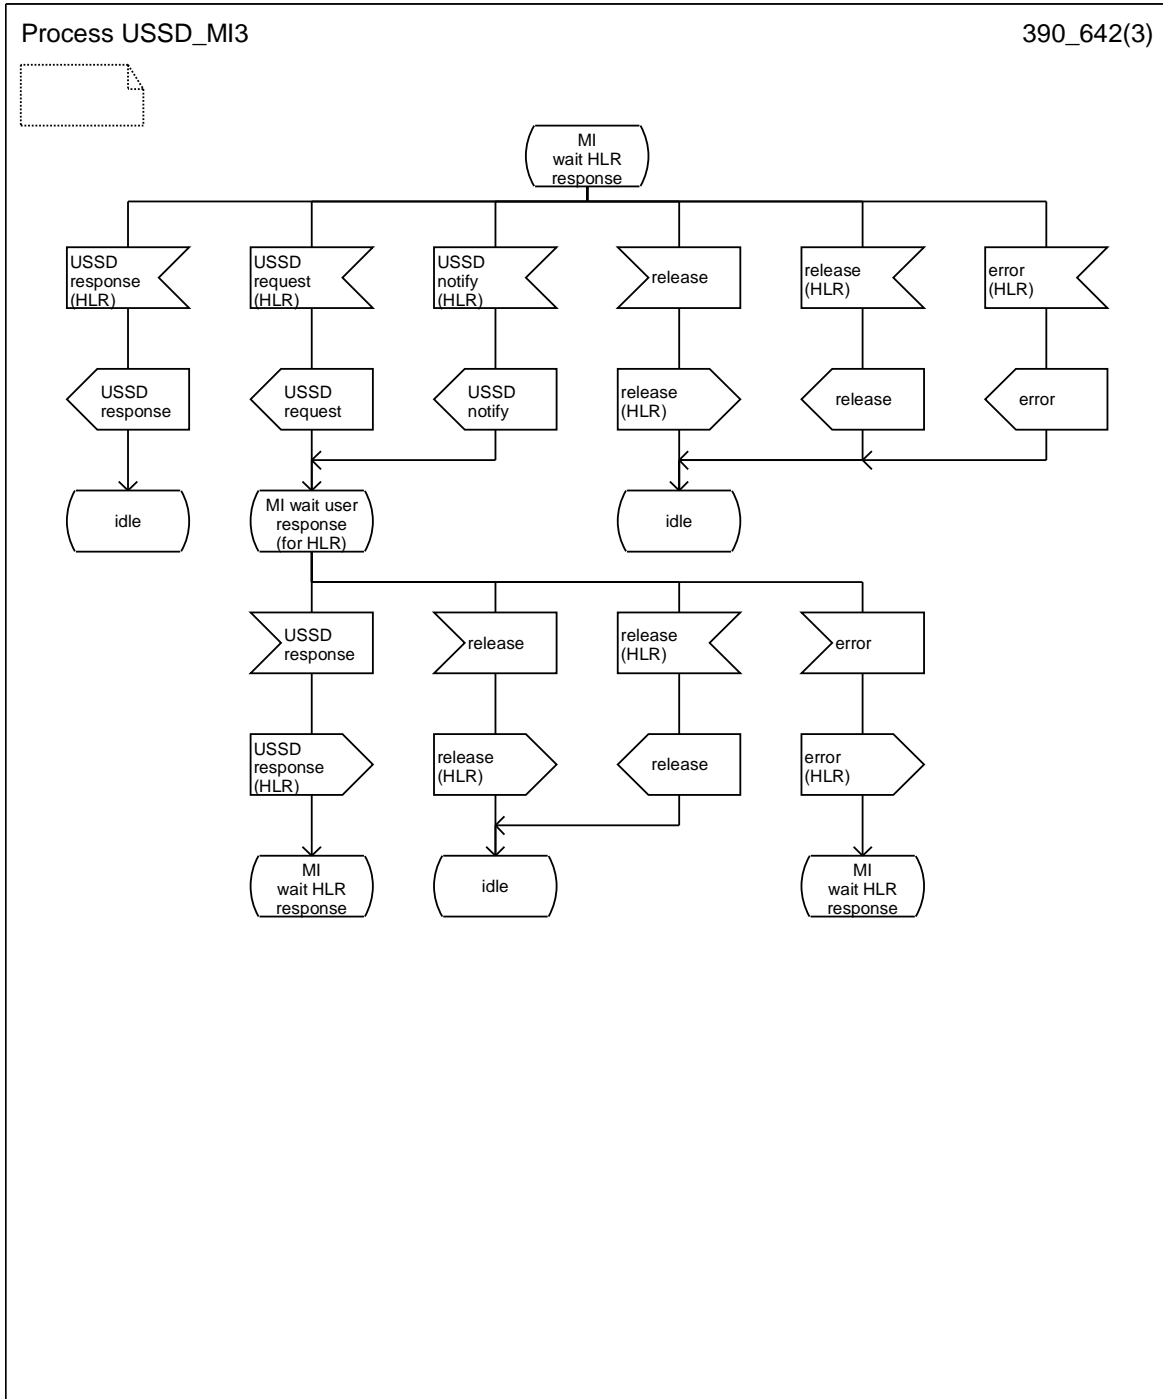 Process USSD_MI3
390_642(3)
MI
wait HLR
response
USSD
response
(HLR)
USSD
request
(HLR)
USSD
notify
(HLR)
release
release
(HLR)
error
(HLR)
USSD
response
USSD
request
USSD
notify
release
(HLR)
release
error
idle
MI wait user
response
(for HLR)
idle
USSD
response
release
release
(HLR)
error
USSD
response
(HLR)
release
(HLR)
release
error
(HLR)
MI
wait HLR
response
idle
MI
wait HLR
response